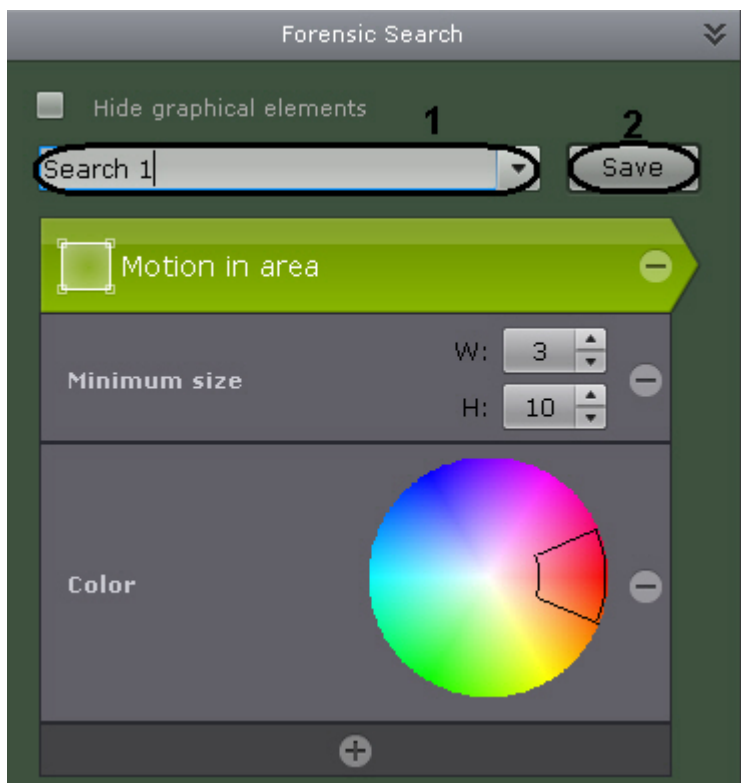 Forensic Search
Hide graphical elements
1
2
Search 1
Save
Motion in area
Minimum size
W: 3
H: 10
Color